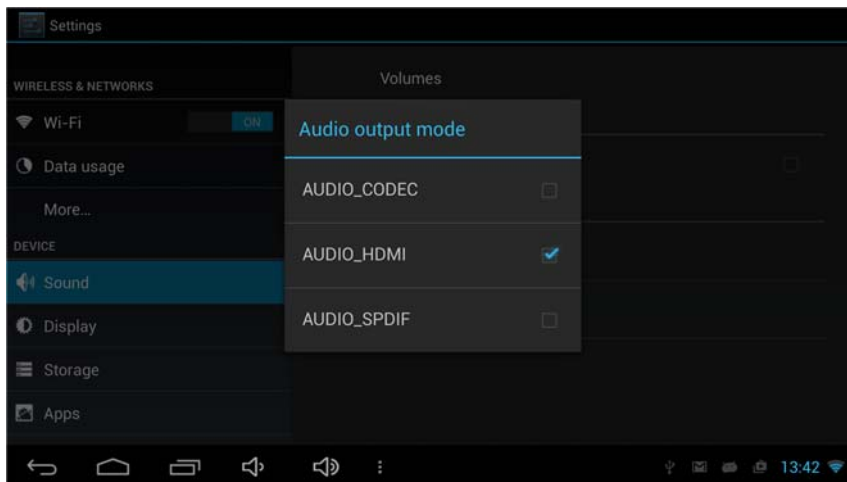 Settings
WIRELESS & NETWORKS
Volumes
Wi-Fi
ON
Data usage
More...
DEVICE
Sound
Display
Storage
Apps
Audio output mode
AUDIO_CODEC
AUDIO_HDMI
AUDIO_SPDIF
13:42